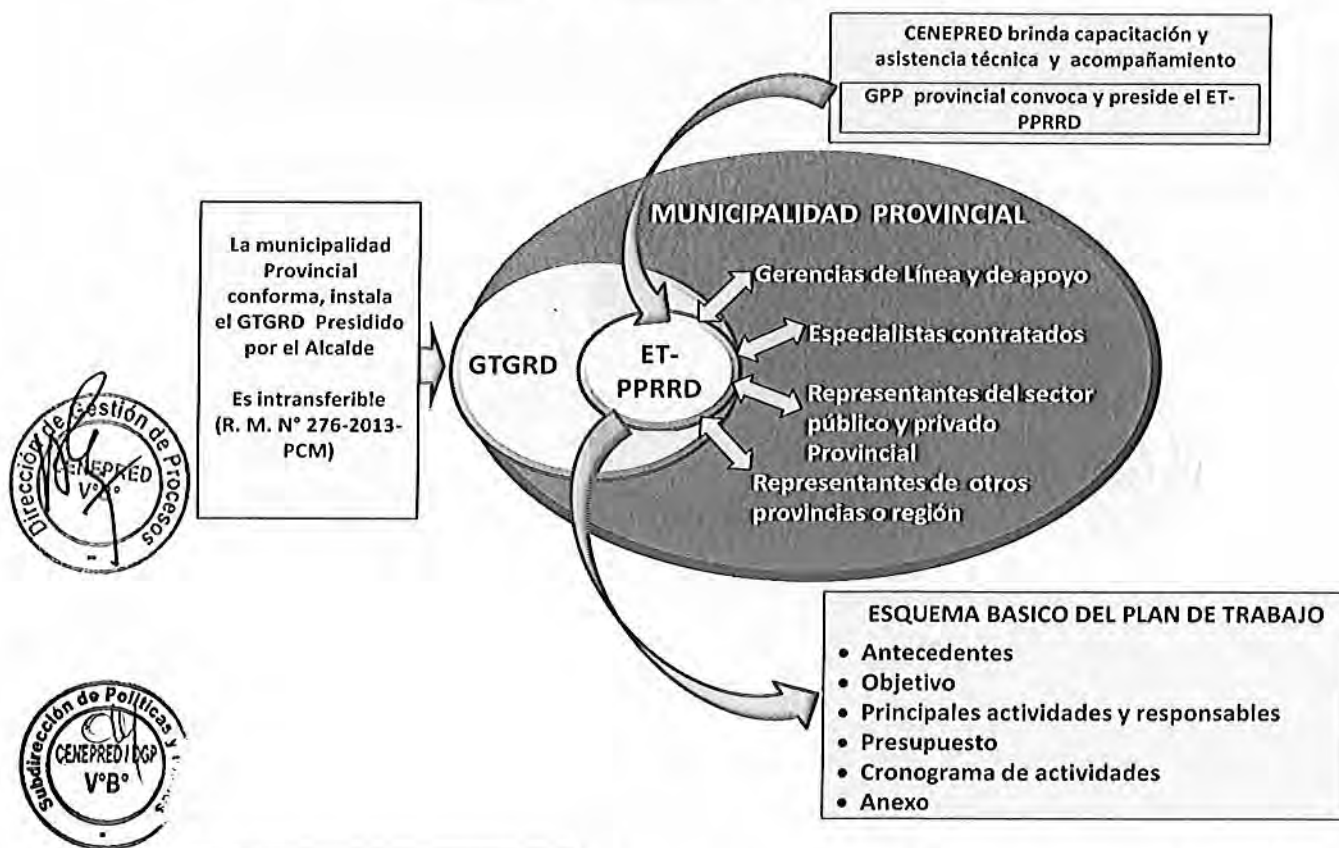 CENEPRED brinda capacitación y
asistencia técnica y acompañamiento
GPP provincial convoca y preside el ET-
PPRRD
La municipalidad
Provincial
conforma, instala
el GTGRD Presidido
por el Alcalde
Es intransferible
(R. M. N° 276-2013-
PCM)
MUNICIPALIDAD PROVINCIAL
GTGRD
ET-
PPRRD
Gerencias de Línea y de apoyo
Especialistas contratados
Representantes del sector
público y privado
Provincial
Representantes de otros
provincias o región
Dirección de Gestión de Procesos
CENEPRED
V°B°
Subdirección de Políticas y
CENEPRED/DGP
V°B°
ESQUEMA BASICO DEL PLAN DE TRABAJO
• Antecedentes
• Objetivo
• Principales actividades y responsables
• Presupuesto
• Cronograma de actividades
• Anexo